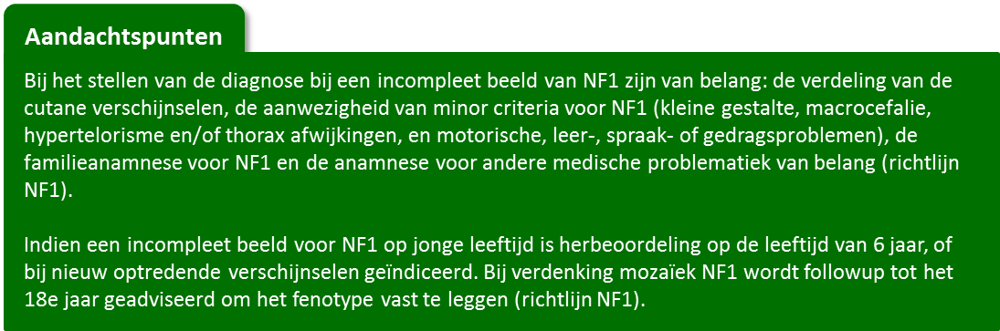 Aandachtspunten
Bij het stellen van de diagnose bij een incompleet beeld van NF1 zijn van belang: de verdeling van de
cutane verschijnselen, de aanwezigheid van minor criteria voor NF1 (kleine gestalte, macrocefalie,
hypertelorisme en/of thorax afwijkingen, en motorische, leer-, spraak- of gedragsproblemen), de
familieanamnese voor NF1 en de anamnese voor andere medische problematiek van belang (richtlijn
NF1).
Indien een incompleet beeld voor NF1 op jonge leeftijd is herbeoordeling op de leeftijd van 6 jaar, of
bij nieuw optredende verschijnselen geïndiceerd. Bij verdenking mozaïek NF1 wordt followup tot het
18e jaar geadviseerd om het fenotype vast te leggen (richtlijn NF1).